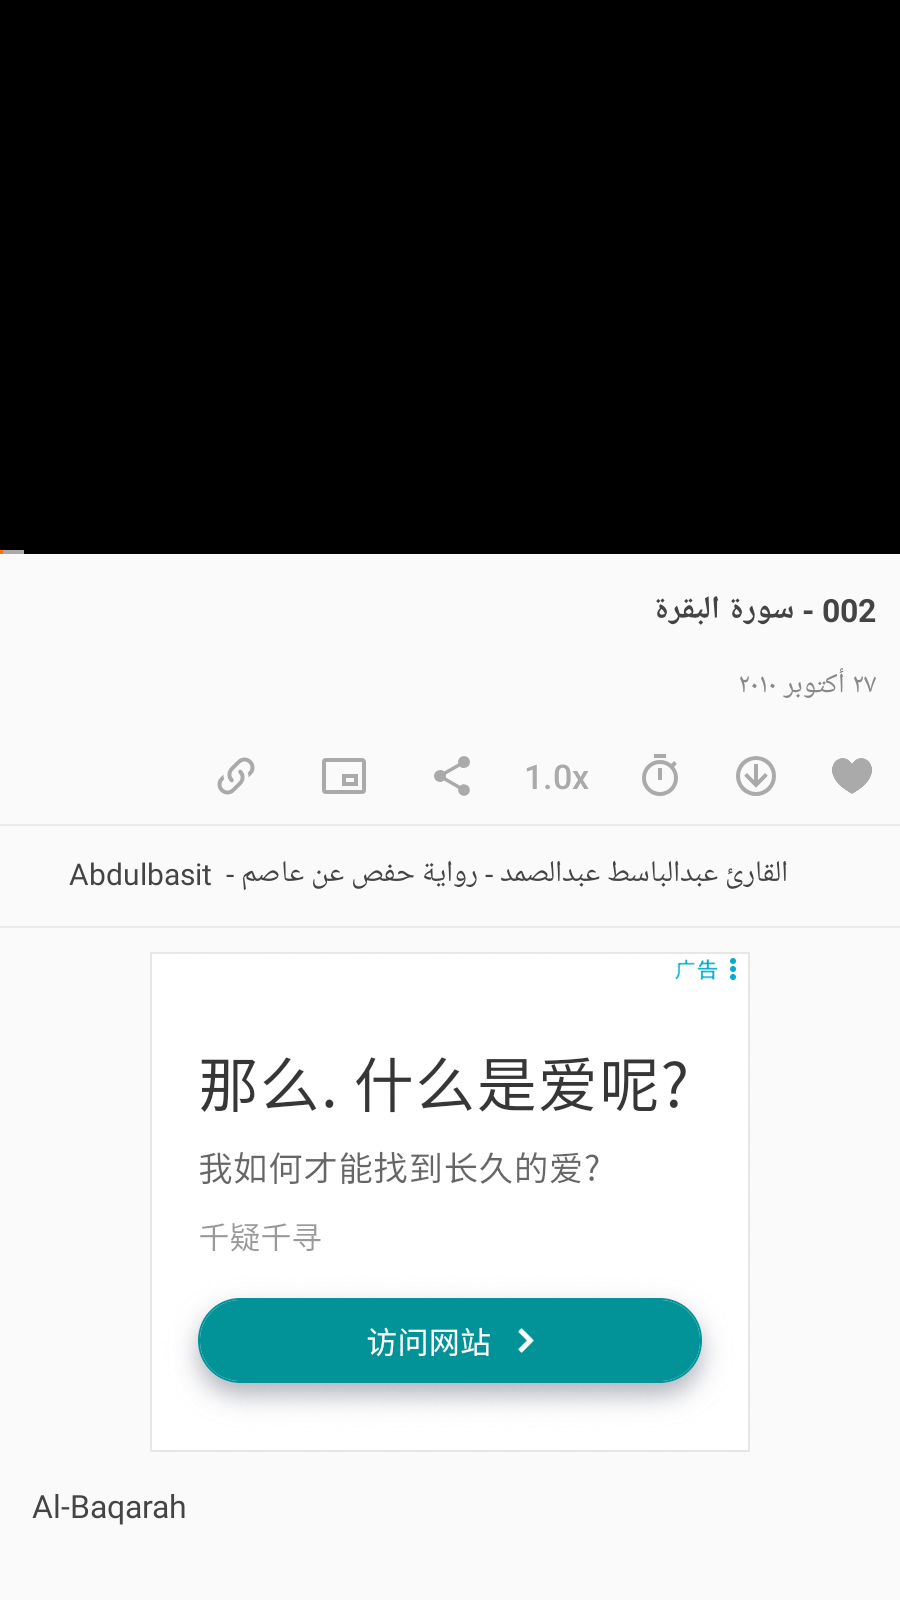 002 - سورة البقرة
٢٧ أكتوبر ٢٠١٠
1.0x
القارئ عبدالباسط عبدالصمد - رواية حفص عن عاصم - Abdulbasit
广告
那么. 什么是爱呢?
我如何才能找到长久的爱?
千疑千寻
访问网站
Al-Baqarah